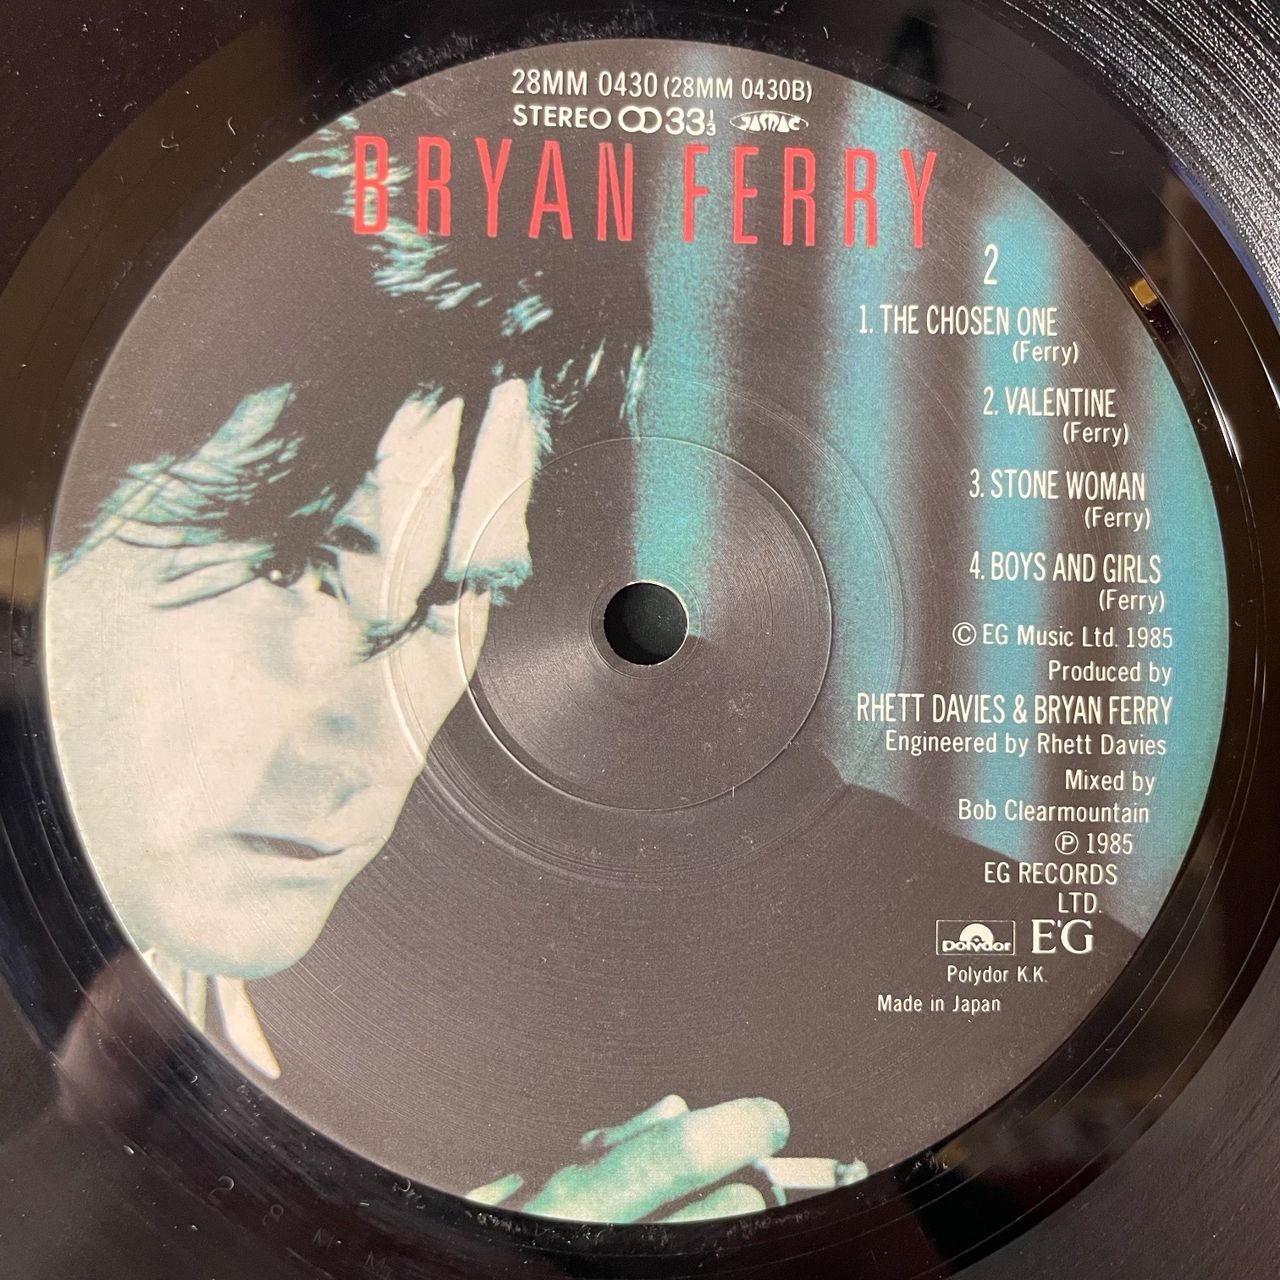 28MM 0430 (28MM 0430B)
STEREO 33 1/3 JASRAC
BRYAN FERRY
2
1. THE CHOSEN ONE
(Ferry)
2. VALENTINE
(Ferry)
3. STONE WOMAN
(Ferry)
4. BOYS AND GIRLS
(Ferry)
© EG Music Ltd. 1985
Produced by
RHETT DAVIES & BRYAN FERRY
Engineered by Rhett Davies
Mixed by
Bob Clearmountain
℗ 1985
EG RECORDS
LTD.
polydor E'G
Polydor K.K.
Made in Japan